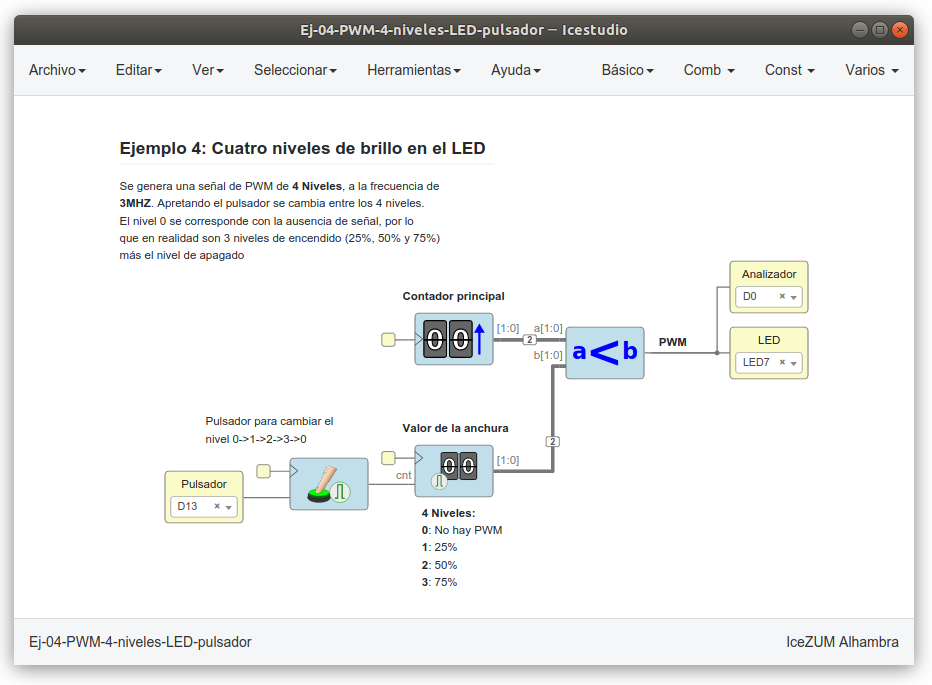 Ej-04-PWM-4-niveles-LED-pulsador — Icestudio
Archivo Editar Ver Seleccionar Herramientas Ayuda Básico Comb Const Varios
Ejemplo 4: Cuatro niveles de brillo en el LED
Se genera una señal de PWM de 4 Niveles, a la frecuencia de
3MHZ. Apretando el pulsador se cambia entre los 4 niveles.
El nivel 0 se corresponde con la ausencia de señal, por lo
que en realidad son 3 niveles de encendido (25%, 50% y 75%)
más el nivel de apagado
Analizador
D0 ×
Contador principal
00
[1:0]
2
a[1:0]
b[1:0]
a<b
PWM
LED
LED7 ×
Pulsador para cambiar el
nivel 0->1->2->3->0
Valor de la anchura
cnt
00
[1:0]
2
Pulsador
D13 ×
4 Niveles:
0: No hay PWM
1: 25%
2: 50%
3: 75%
Ej-04-PWM-4-niveles-LED-pulsador
IceZUM Alhambra